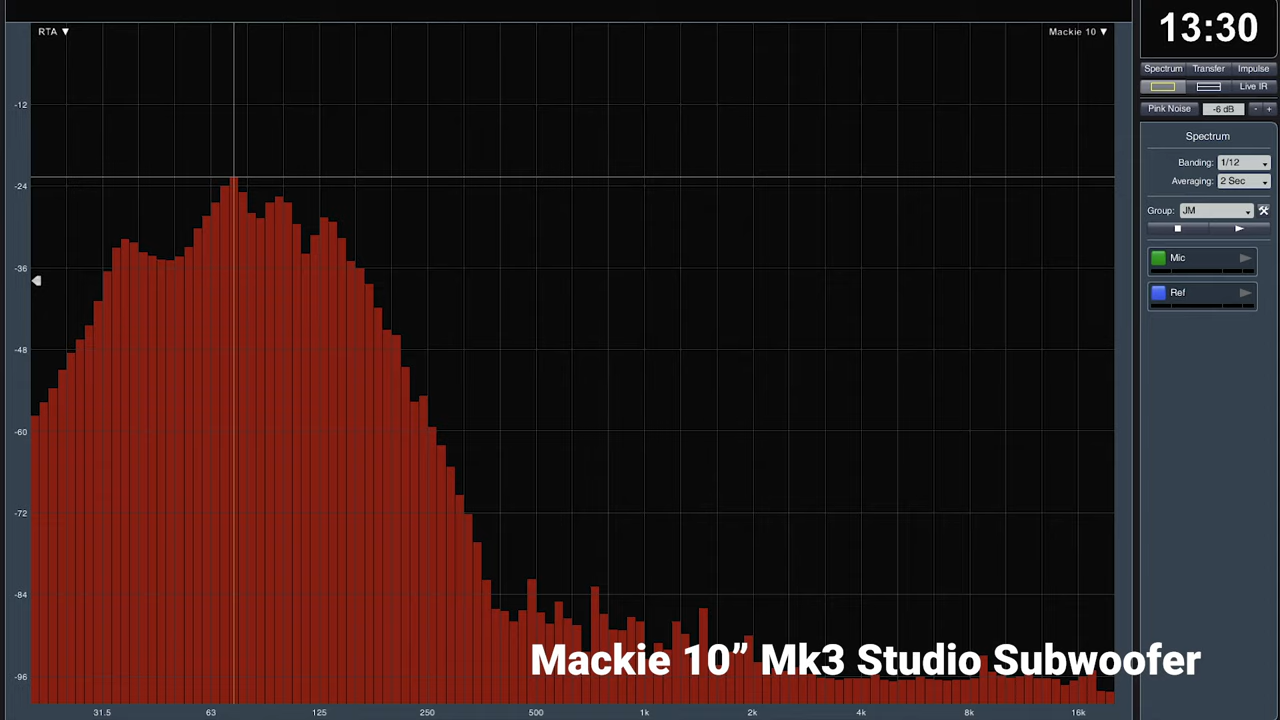 RTA ▼
Mackie 10 ▼
13:30
Spectrum Transfer Impulse
Live IR
Pink Noise -6 dB - +
Spectrum
Banding: 1/12
Averaging: 2 Sec
Group: JM
Mic
Ref
-12
-24
-36
-48
-60
-72
-84
-96
31.5 63 125 250 500 1k 2k 4k 8k 16k
Mackie 10” Mk3 Studio Subwoofer